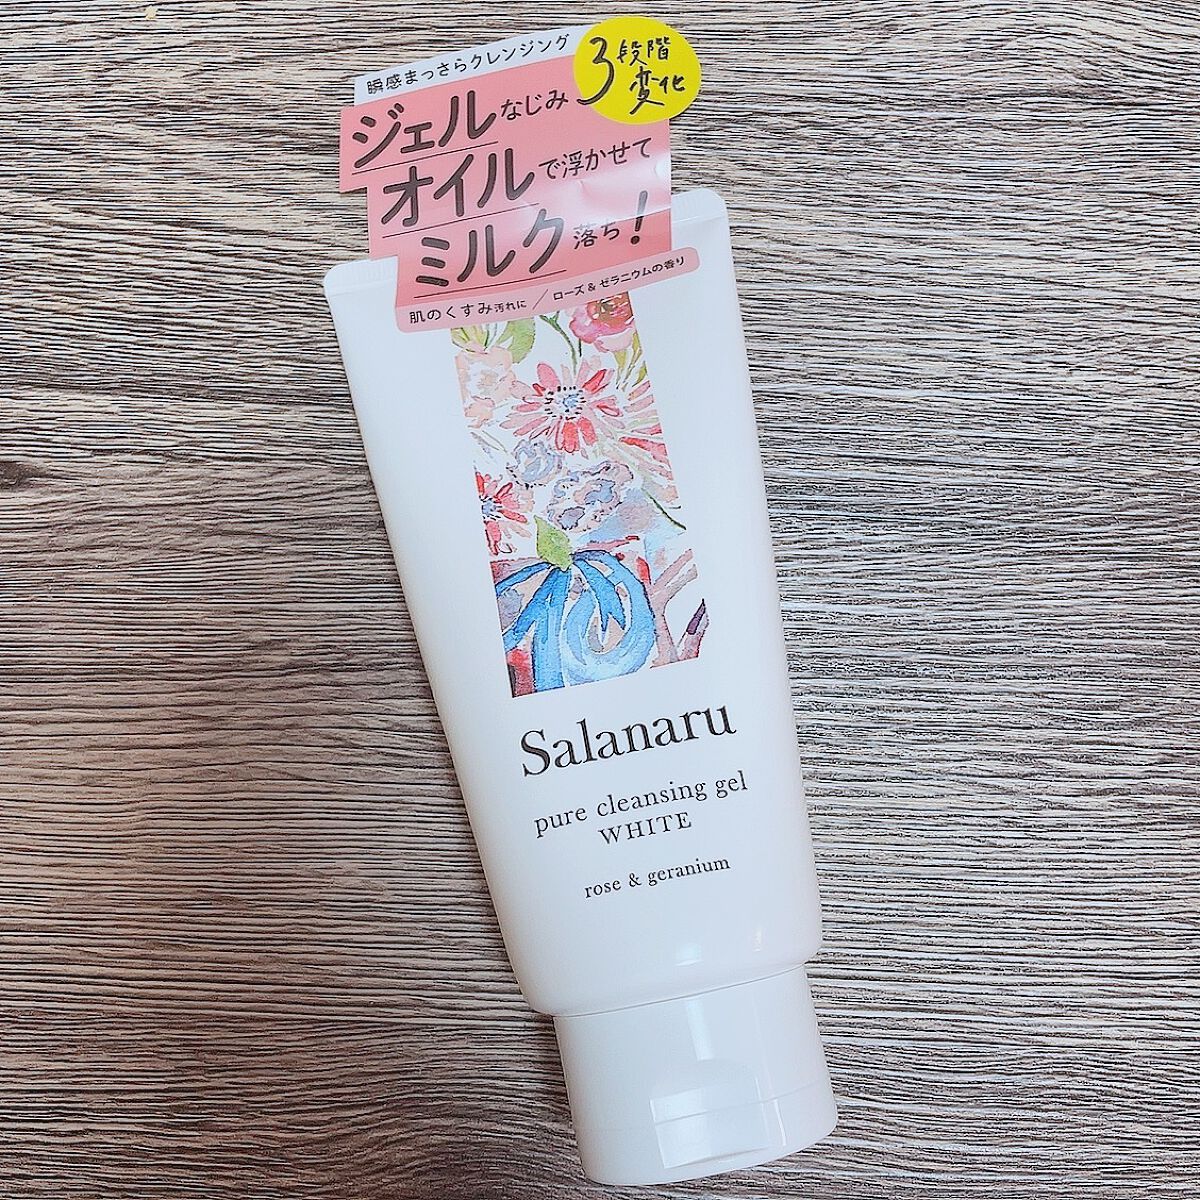 瞬感まっさらクレンジング
3段階
変化
ジェルなじみ
オイルで浮かせて
ミルク落ち!
肌のくすみ汚れに/ローズ&ゼラニウムの香り
Salanaru
pure cleansing gel
WHITE
rose & geranium